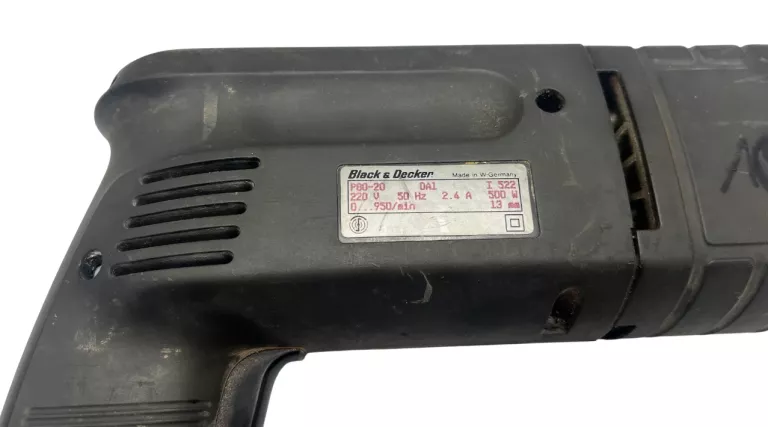 Black & Decker Made in W-Germany
P80-20 0A1 I 522
220 V 50 Hz 2.4 A 500 W
0/..950/min 13 mm